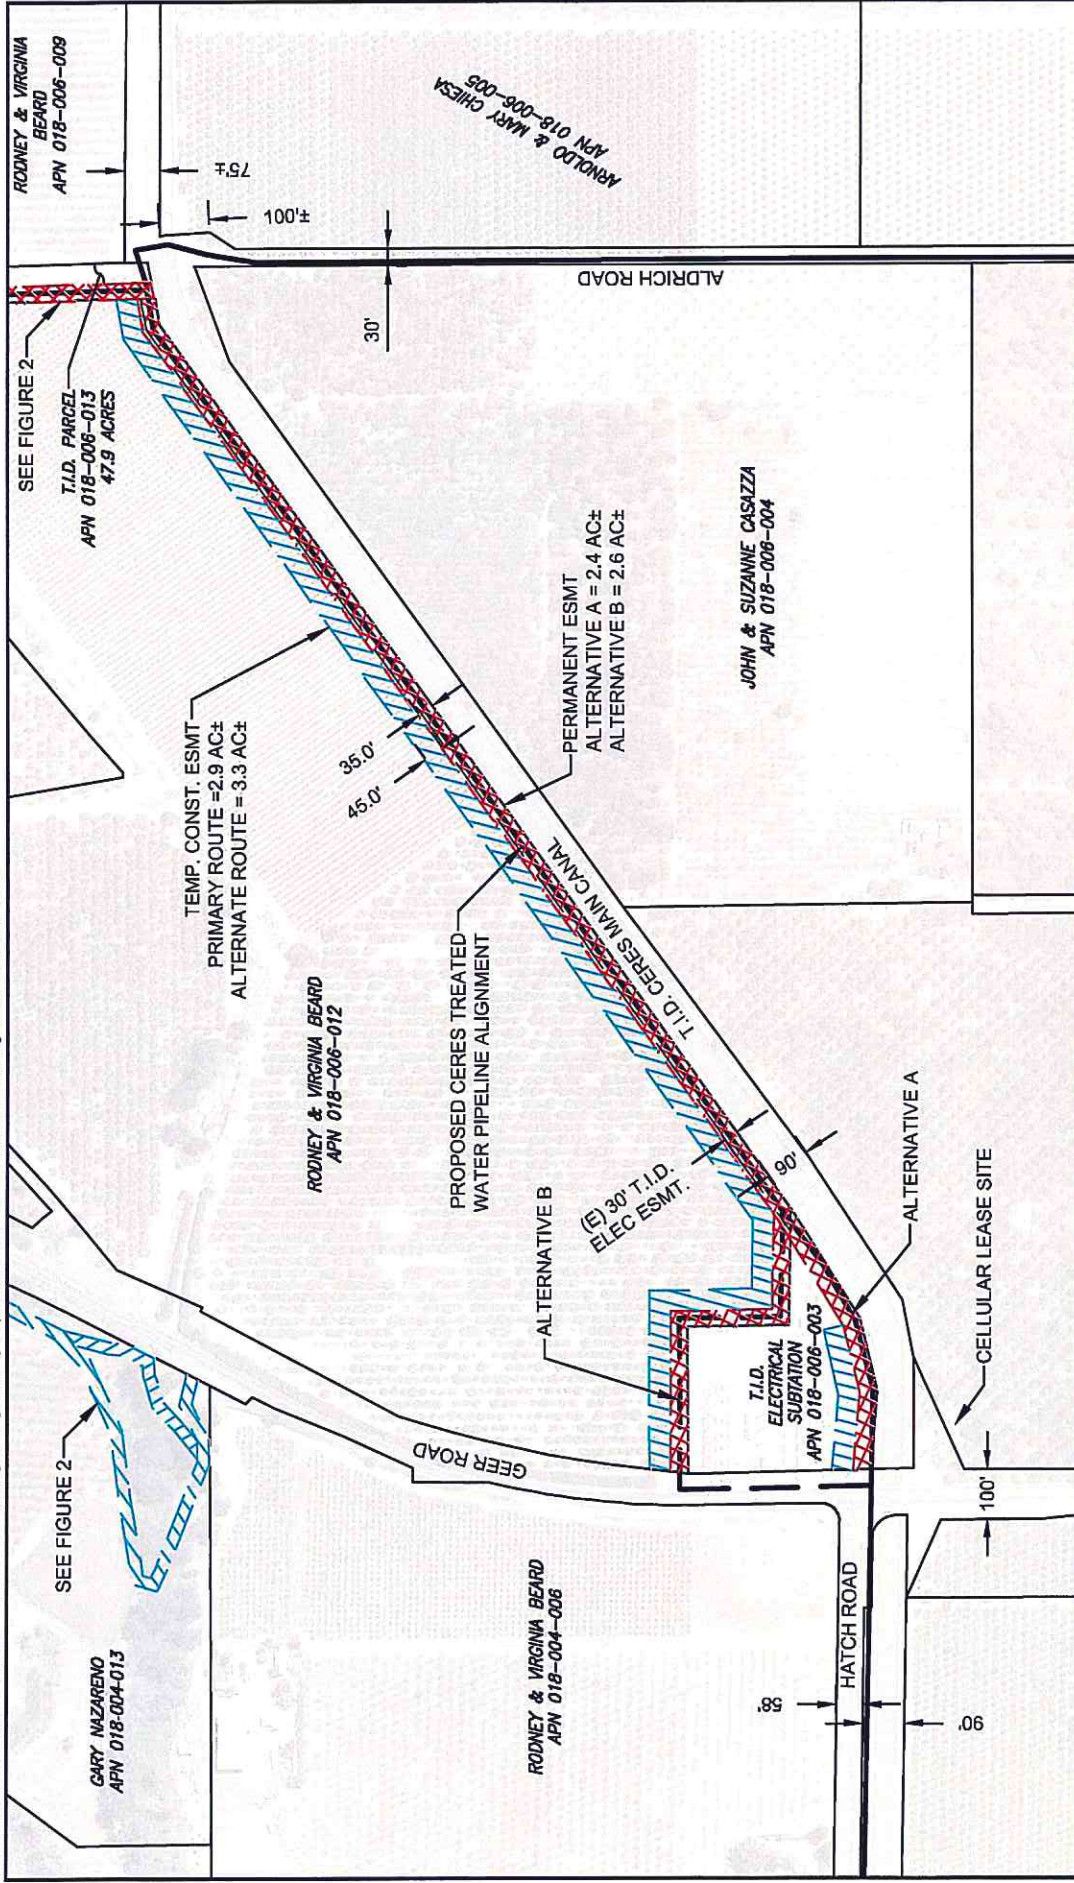 RODNEY & VIRGINIA
BEARD
APN 018-006-009
75'±
100'±
ARNOLDO & MARY CHIESA
APN 018-006-005
SEE FIGURE 2
T.I.D. PARCEL
APN 018-006-013
47.9 ACRES
30'
ALDRICH ROAD
TEMP. CONST. ESMT
PRIMARY ROUTE =2.9 AC±
ALTERNATE ROUTE = 3.3 AC±
35.0'
45.0'
PERMANENT ESMT
ALTERNATIVE A = 2.4 AC±
ALTERNATIVE B = 2.6 AC±
JOHN & SUZANNE CASAZZA
APN 018-006-004
RODNEY & VIRGINIA BEARD
APN 018-006-012
PROPOSED CERES TREATED
WATER PIPELINE ALIGNMENT
T.I.D. CERES MAIN CANAL
ALTERNATIVE B
(E) 30' T.I.D.
ELEC ESMT.
90'
ALTERNATIVE A
CELLULAR LEASE SITE
T.I.D.
ELECTRICAL
SUBTATION
APN 018-006-003
GEER ROAD
SEE FIGURE 2
GARY NAZARENO
APN 018-004-013
RODNEY & VIRGINIA BEARD
APN 018-004-006
HATCH ROAD
100'
58'
90'